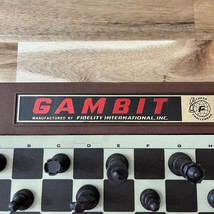 GAMBIT
MANUFACTURED BY FIDELITY INTERNATIONAL, INC.